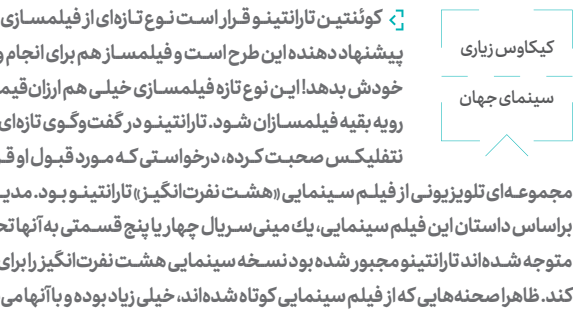 کیکاوس زیاری
سینمای جهان
کوئنتین تارانتینو قرار است نوع تازه‌ای از فیلمسازی
پیشنهاد دهنده این طرح است و فیلمساز هم برای انجام و
خودش بدهد! این نوع تازه فیلمسازی خیلی هم ارزان‌قیم
رویه بقیه فیلمسازان شود. تارانتینو در گفت‌وگوی تازه‌ای
نتفلیکس صحبت کرده، درخواستی که مورد قبول او ق
مجموعه‌ای تلویزیونی از فیلم سینمایی «هشت نفرت‌انگیز» تارانتینو بود. مدیـ
براساس داستان این فیلم سینمایی، یك مینی‌سریال چهار یا پنج قسمتی به آنها تح
متوجه شده‌اند تارانتینو مجبور شده بود نسخه سینمایی هشت نفرت‌انگیز را برای
کند. ظاهرا صحنه‌هایی که از فیلم سینمایی کوتاه شده‌اند، خیلی زیاد بوده و با آنها می